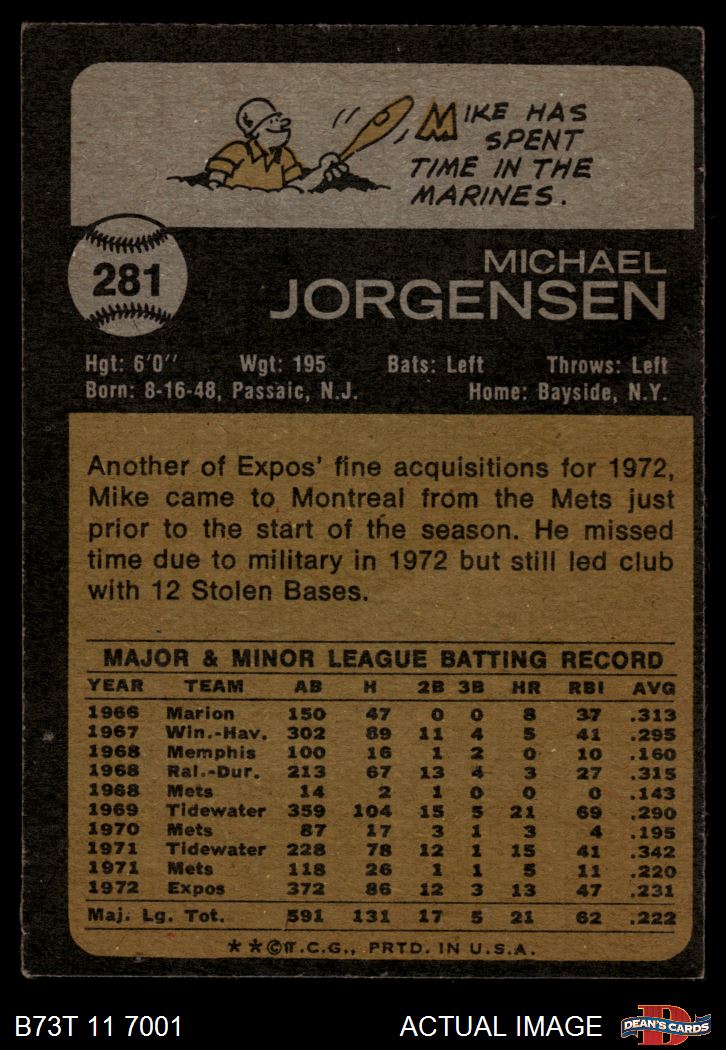 MIKE HAS
SPENT
TIME IN THE
MARINES.
281
MICHAEL
JORGENSEN
Hgt: 6'0" Wgt: 195 Bats: Left Throws: Left
Born: 8-16-48, Passaic, N.J. Home: Bayside, N.Y.
Another of Expos' fine acquisitions for 1972,
Mike came to Montreal from the Mets just
prior to the start of the season. He missed
time due to military in 1972 but still led club
with 12 Stolen Bases.
MAJOR & MINOR LEAGUE BATTING RECORD
YEAR TEAM AB H 2B 3B HR RBI AVG
1966 Marion 150 47 0 0 8 37 .313
1967 Win.-Hav. 302 89 11 4 5 41 .295
1968 Memphis 100 16 1 2 0 10 .160
1968 Ral.-Dur. 213 67 13 4 3 27 .315
1968 Mets 14 2 1 0 0 0 .143
1969 Tidewater 359 104 15 5 21 69 .290
1970 Mets 87 17 3 1 3 4 .195
1971 Tidewater 228 78 12 1 15 41 .342
1971 Mets 118 26 1 1 5 11 .220
1972 Expos 372 86 12 3 13 47 .231
Maj. Lg. Tot. 591 131 17 5 21 62 .222
**©T.C.G., PRTD. IN U.S.A.
B73T 11 7001 ACTUAL IMAGE
D
DEAN'S CARDS